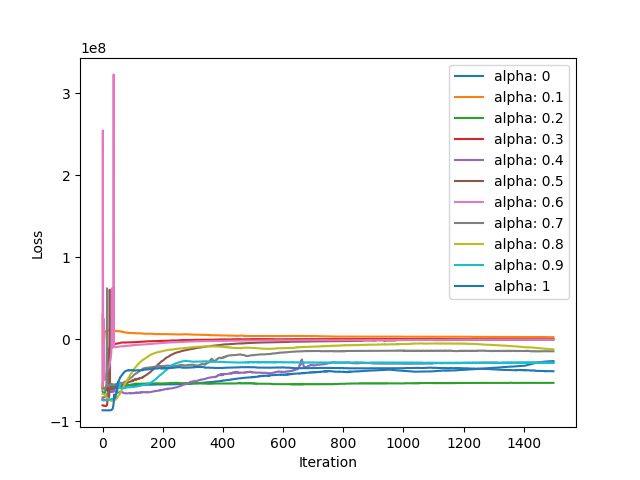 1e8
3
2
1
0
−1
Loss
0
200
400
600
800
1000
1200
1400
Iteration
alpha: 0
alpha: 0.1
alpha: 0.2
alpha: 0.3
alpha: 0.4
alpha: 0.5
alpha: 0.6
alpha: 0.7
alpha: 0.8
alpha: 0.9
alpha: 1